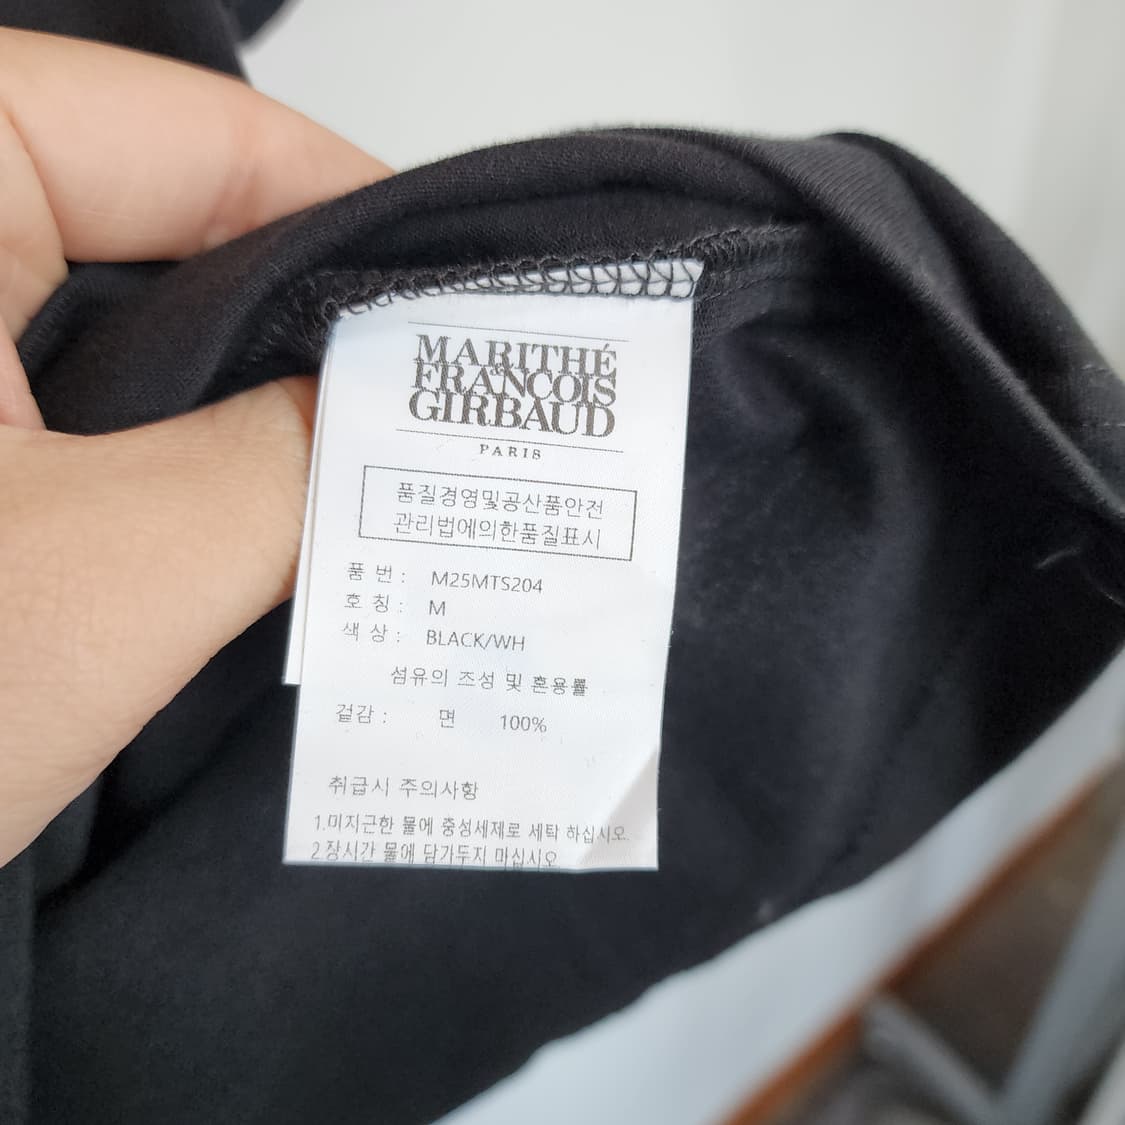 MARITHÉ
&
FRANCOIS
GIRBAUD
PARIS
품질경영및공산품안전
관리법에의한품질표시
품 번 : M25MTS204
호 칭 : M
색 상 : BLACK/WH
섬유의 조성 및 혼용률
겉감 : 면 100%
취급시 주의사항
1.미지근한 물에 중성세제로 세탁 하십시오.
2.장시간 물에 담가두지 마십시오